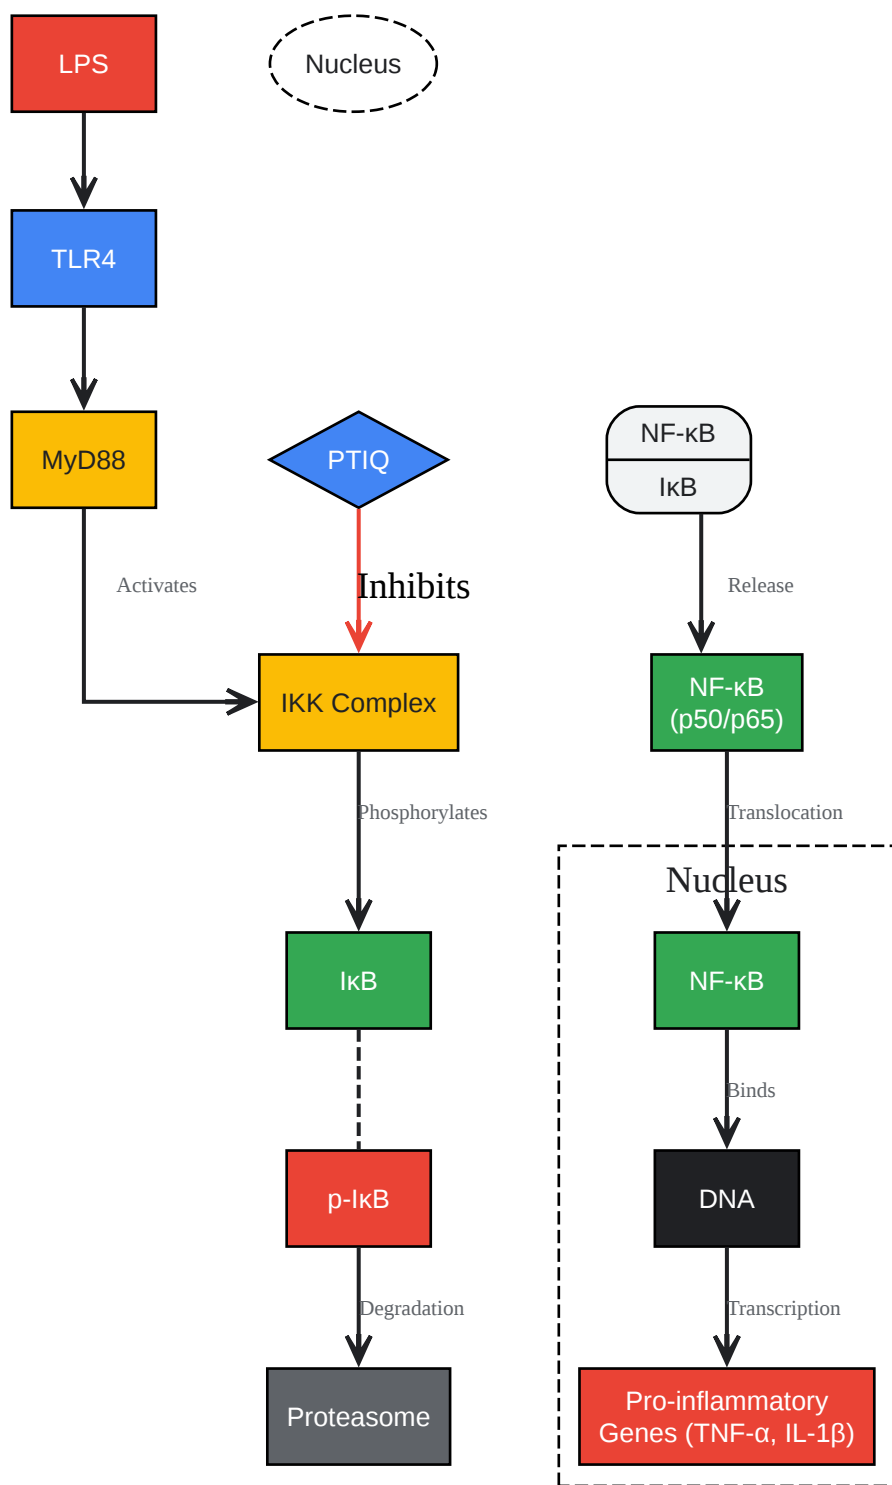 LPS
Nucleus
TLR4
MyD88
PTIQ
NF-κB
IκB
Activates
Inhibits
Release
IKK Complex
NF-κB
(p50/p65)
Phosphorylates
Translocation
Nucleus
IκB
NF-κB
Binds
p-IκB
DNA
Degradation
Transcription
Proteasome
Pro-inflammatory
Genes (TNF-α, IL-1β)